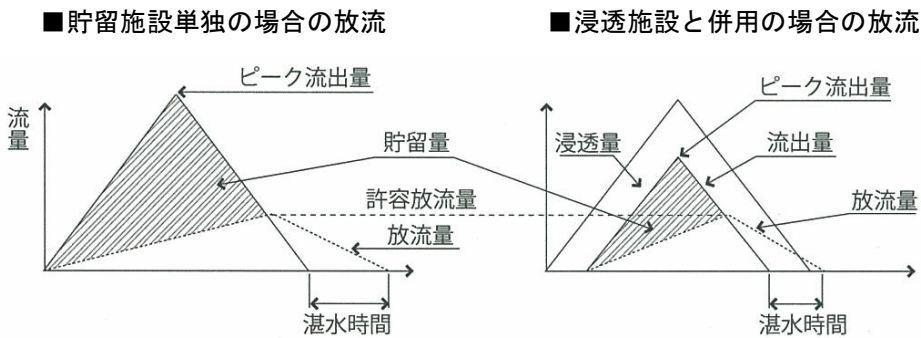 ■貯留施設単独の場合の放流
ピーク流出量
流量
貯留量
許容放流量
放流量
湛水時間
■浸透施設と併用の場合の放流
ピーク流出量
浸透量
流出量
放流量
湛水時間